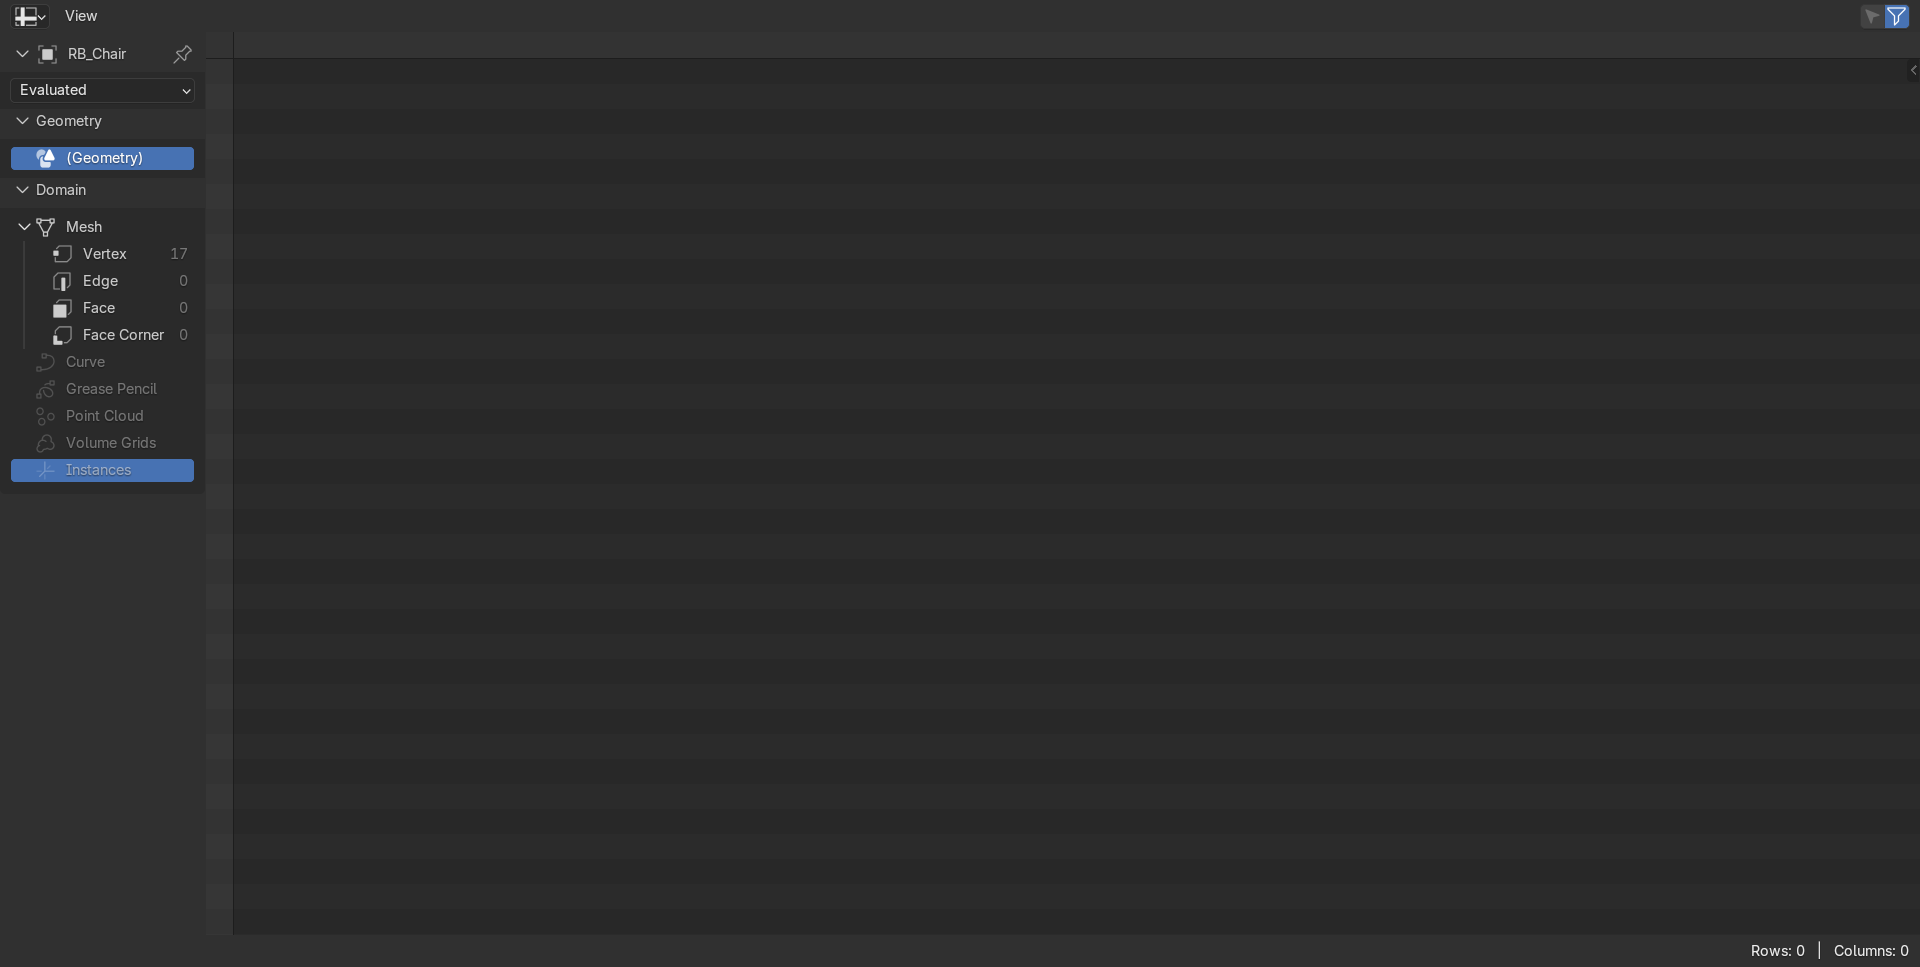 View
RB_Chair
Evaluated
Geometry
(Geometry)
Domain
Mesh
Vertex 17
Edge 0
Face 0
Face Corner 0
Curve
Grease Pencil
Point Cloud
Volume Grids
Instances
Rows: 0 | Columns: 0